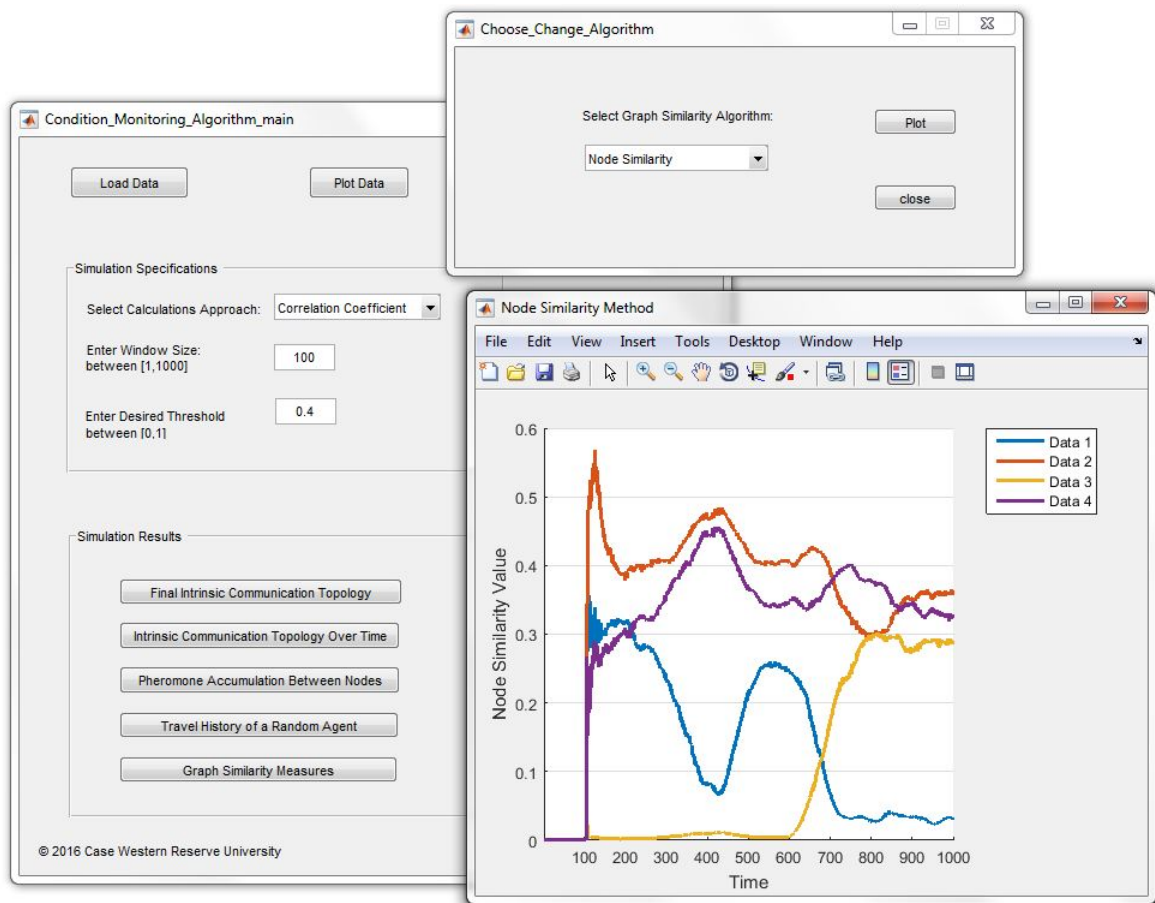 Choose_Change_Algorithm
Select Graph Similarity Algorithm:
Plot
Node Similarity
close
Condition_Monitoring_Algorithm_main
Load Data
Plot Data
Simulation Specifications
Select Calculations Approach:
Correlation Coefficient
Enter Window Size:
between [1,1000]
100
Enter Desired Threshold
between [0,1]
0.4
Simulation Results
Final Intrinsic Communication Topology
Intrinsic Communication Topology Over Time
Pheromone Accumulation Between Nodes
Travel History of a Random Agent
Graph Similarity Measures
© 2016 Case Western Reserve University
Node Similarity Method
File Edit View Insert Tools Desktop Window Help
Node Similarity Value
0.6
0.5
0.4
0.3
0.2
0.1
0
100 200 300 400 500 600 700 800 900 1000
Time
Data 1
Data 2
Data 3
Data 4